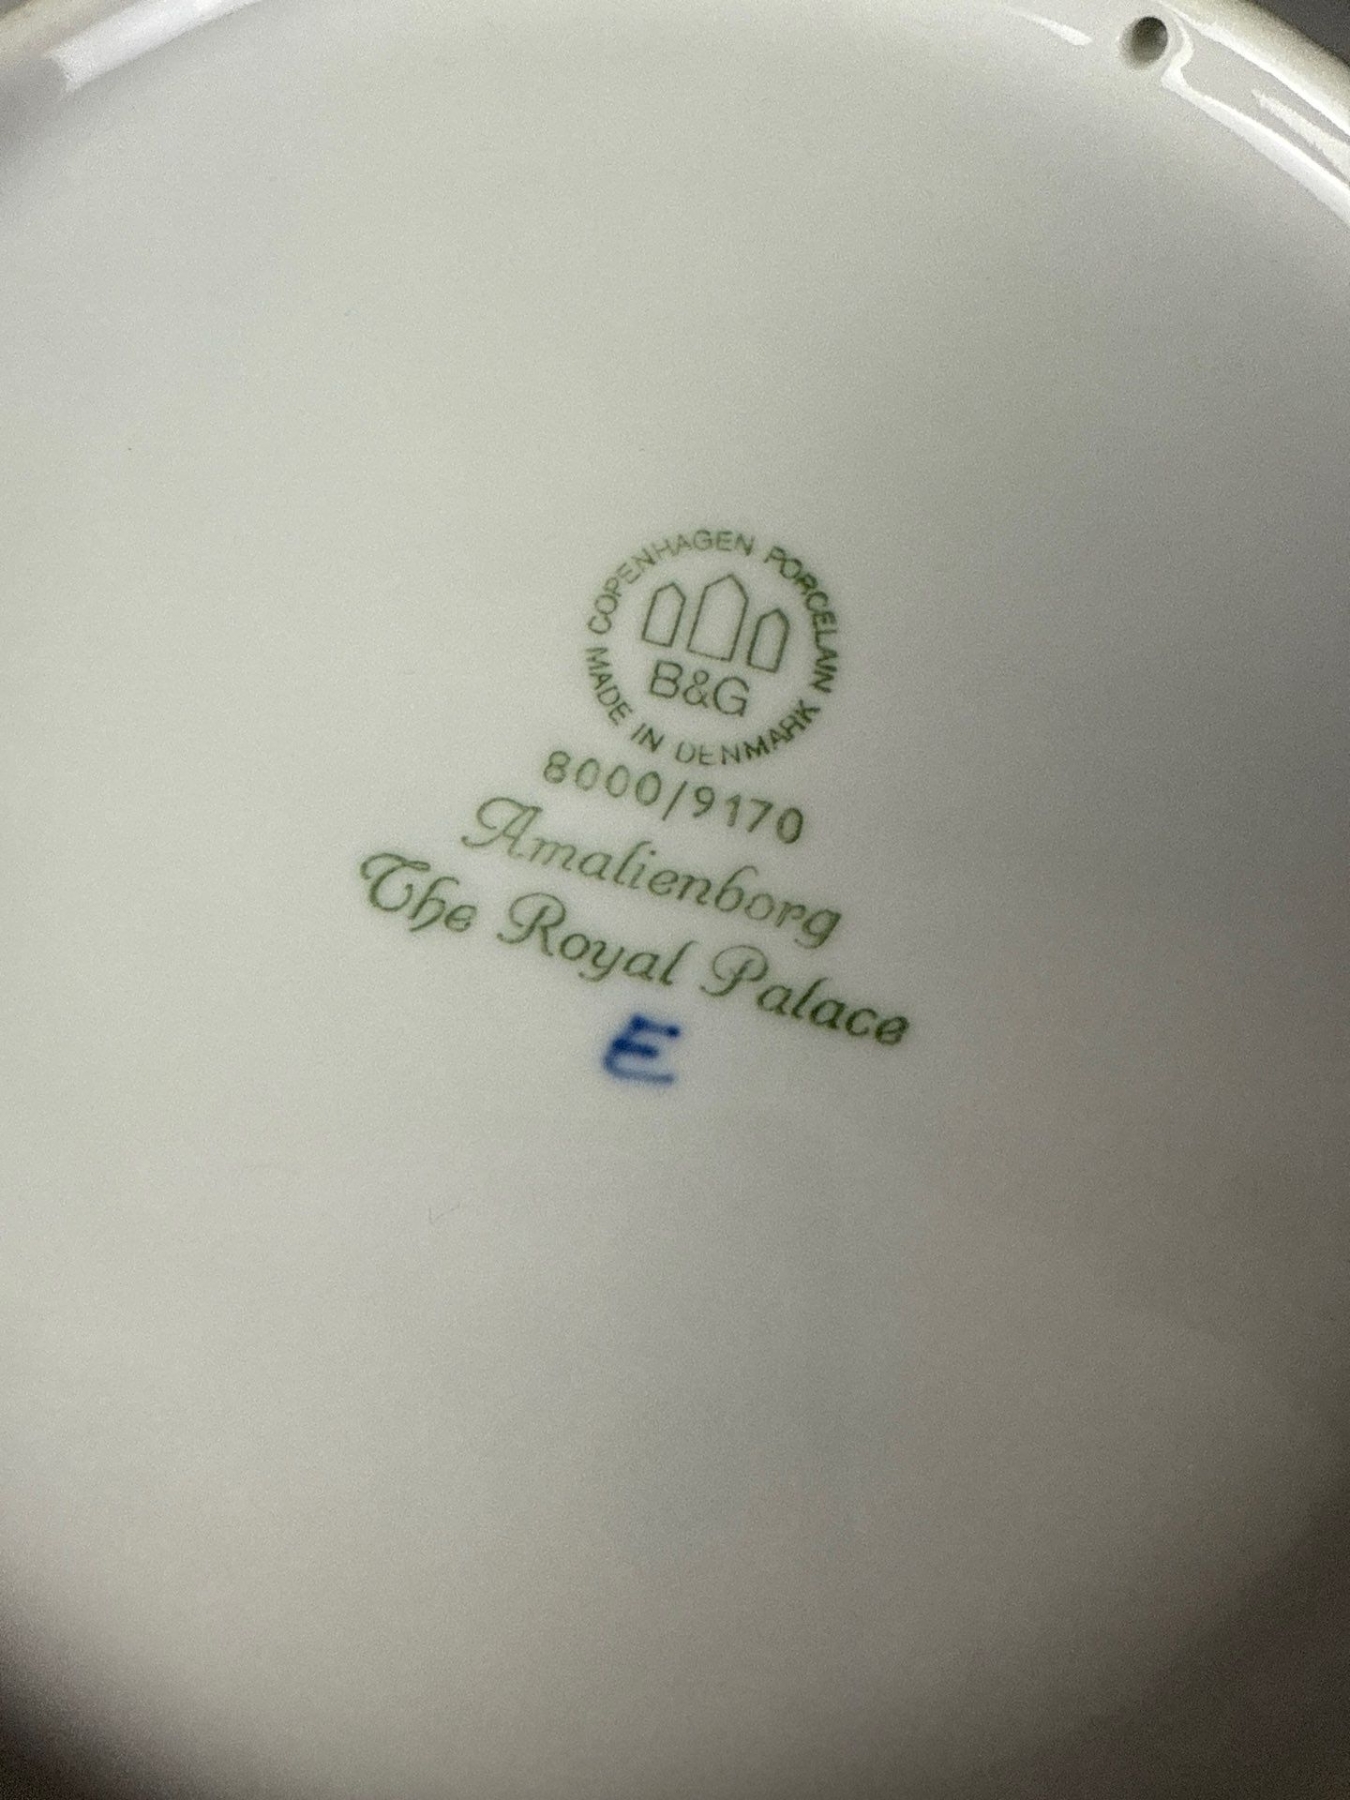 COPENHAGEN PORCELAIN
B&G
MADE IN DENMARK
8000/9170
Amalienborg
The Royal Palace
E